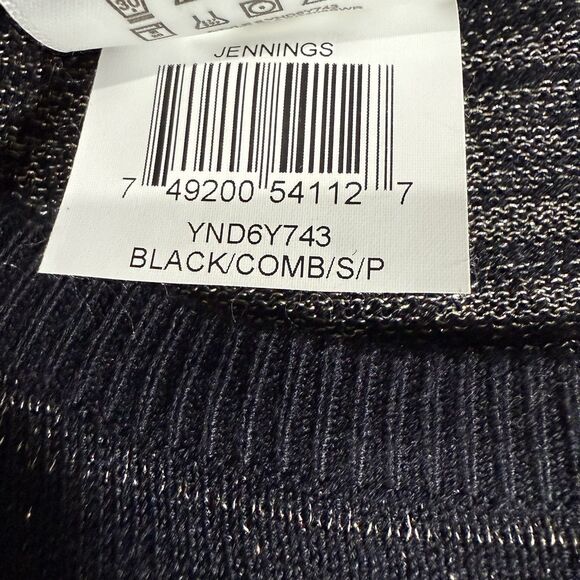 JENNINGS
7 49200 54112 7
YND6Y743
BLACK/COMB/S/P